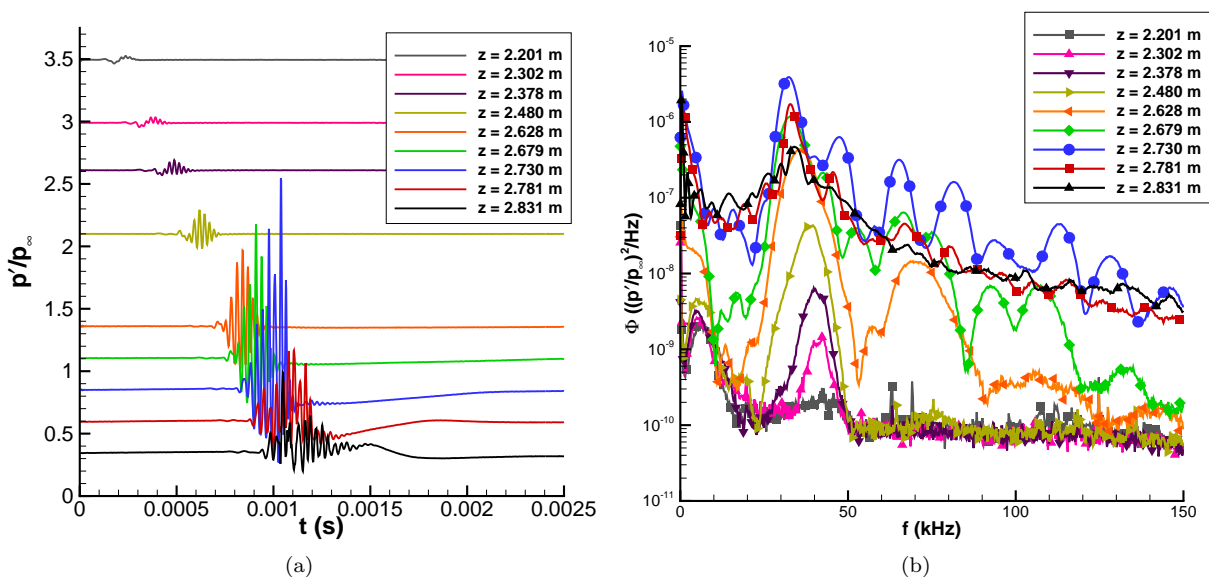 3.5
3
2.5
2
1.5
1
0.5
0
p'/p∞
0
0.0005
0.001
0.0015
0.002
0.0025
t (s)
z = 2.201 m
z = 2.302 m
z = 2.378 m
z = 2.480 m
z = 2.628 m
z = 2.679 m
z = 2.730 m
z = 2.781 m
z = 2.831 m
(a)
10⁻⁵
10⁻⁶
10⁻⁷
10⁻⁸
10⁻⁹
10⁻¹⁰
10⁻¹¹
Φ ((p'/p∞)²/Hz)
0
50
100
150
f (kHz)
z = 2.201 m
z = 2.302 m
z = 2.378 m
z = 2.480 m
z = 2.628 m
z = 2.679 m
z = 2.730 m
z = 2.781 m
z = 2.831 m
(b)